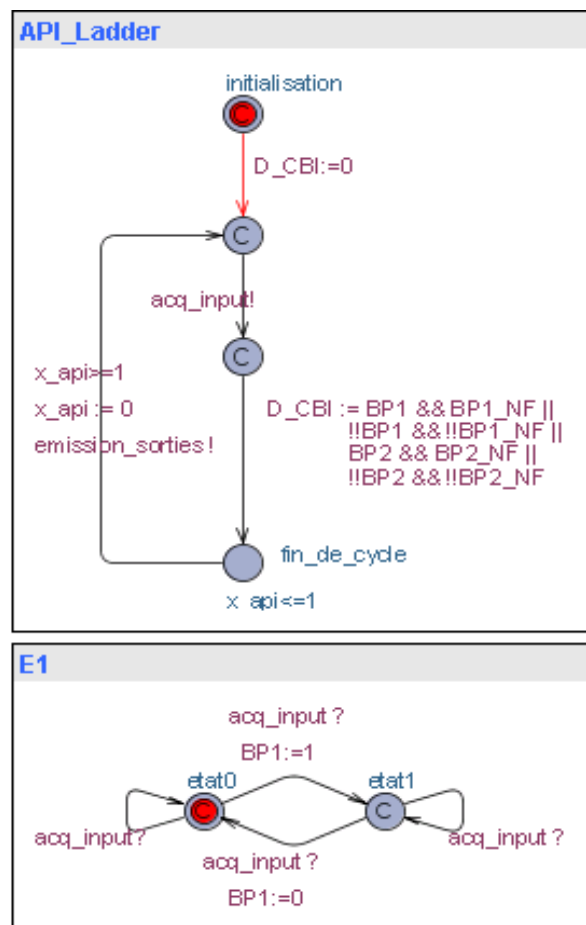 API_Ladder
initialisation
C
D_CBI:=0
C
acq_input!
C
x_api>=1
x_api := 0
emission_sorties !
D_CBI := BP1 && BP1_NF ||
!!BP1 && !!BP1_NF ||
BP2 && BP2_NF ||
!!BP2 && !!BP2_NF
fin_de_cycle
x_api<=1
E1
acq_input ?
BP1:=1
etat0
etat1
C
C
acq_input?
acq_input ?
acq_input ?
BP1:=0